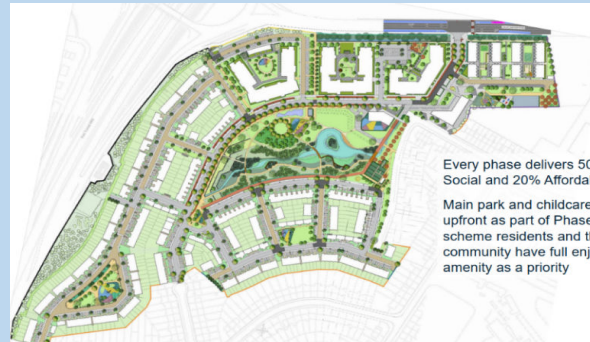 Every phase delivers 50
Social and 20% Afforda
Main park and childcare
upfront as part of Phase
scheme residents and th
community have full enj
amenity as a priority